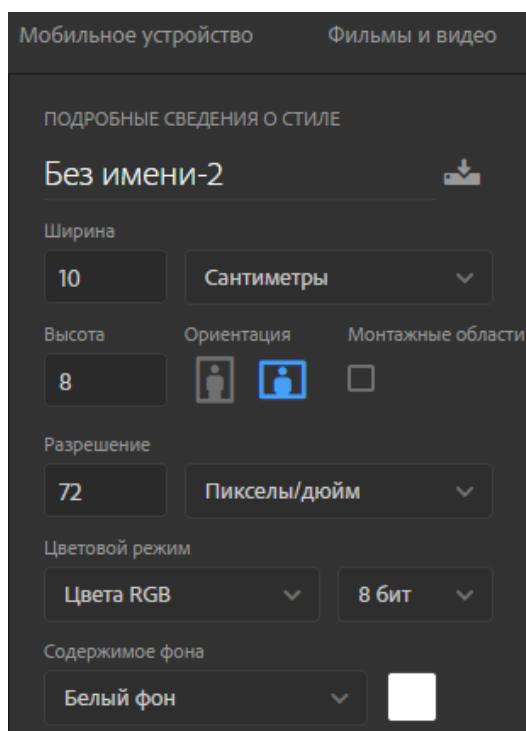 Мобильное устройство Фильмы и видео
ПОДРОБНЫЕ СВЕДЕНИЯ О СТИЛЕ
Без имени-2
Ширина
10 Сантиметры
Высота Ориентация Монтажные области
8
Разрешение
72 Пикселы/дюйм
Цветовой режим
Цвета RGB 8 бит
Содержимое фона
Белый фон